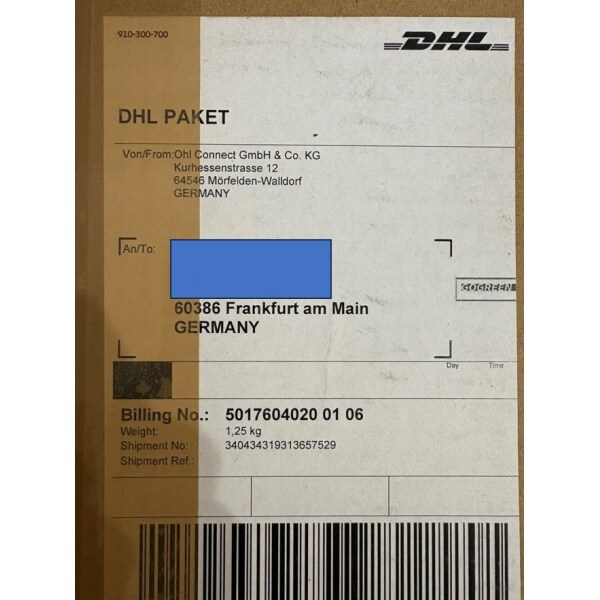 910-300-700
DHL
DHL PAKET
Von/From:Ohl Connect GmbH & Co. KG
Kurhessenstrasse 12
64546 Mörfelden-Walldorf
GERMANY
An/To:
60386 Frankfurt am Main
GERMANY
GOGREEN
Day Time
Billing No.: 5017604020 01 06
Weight: 1,25 kg
Shipment No: 340434319313657529
Shipment Ref.: